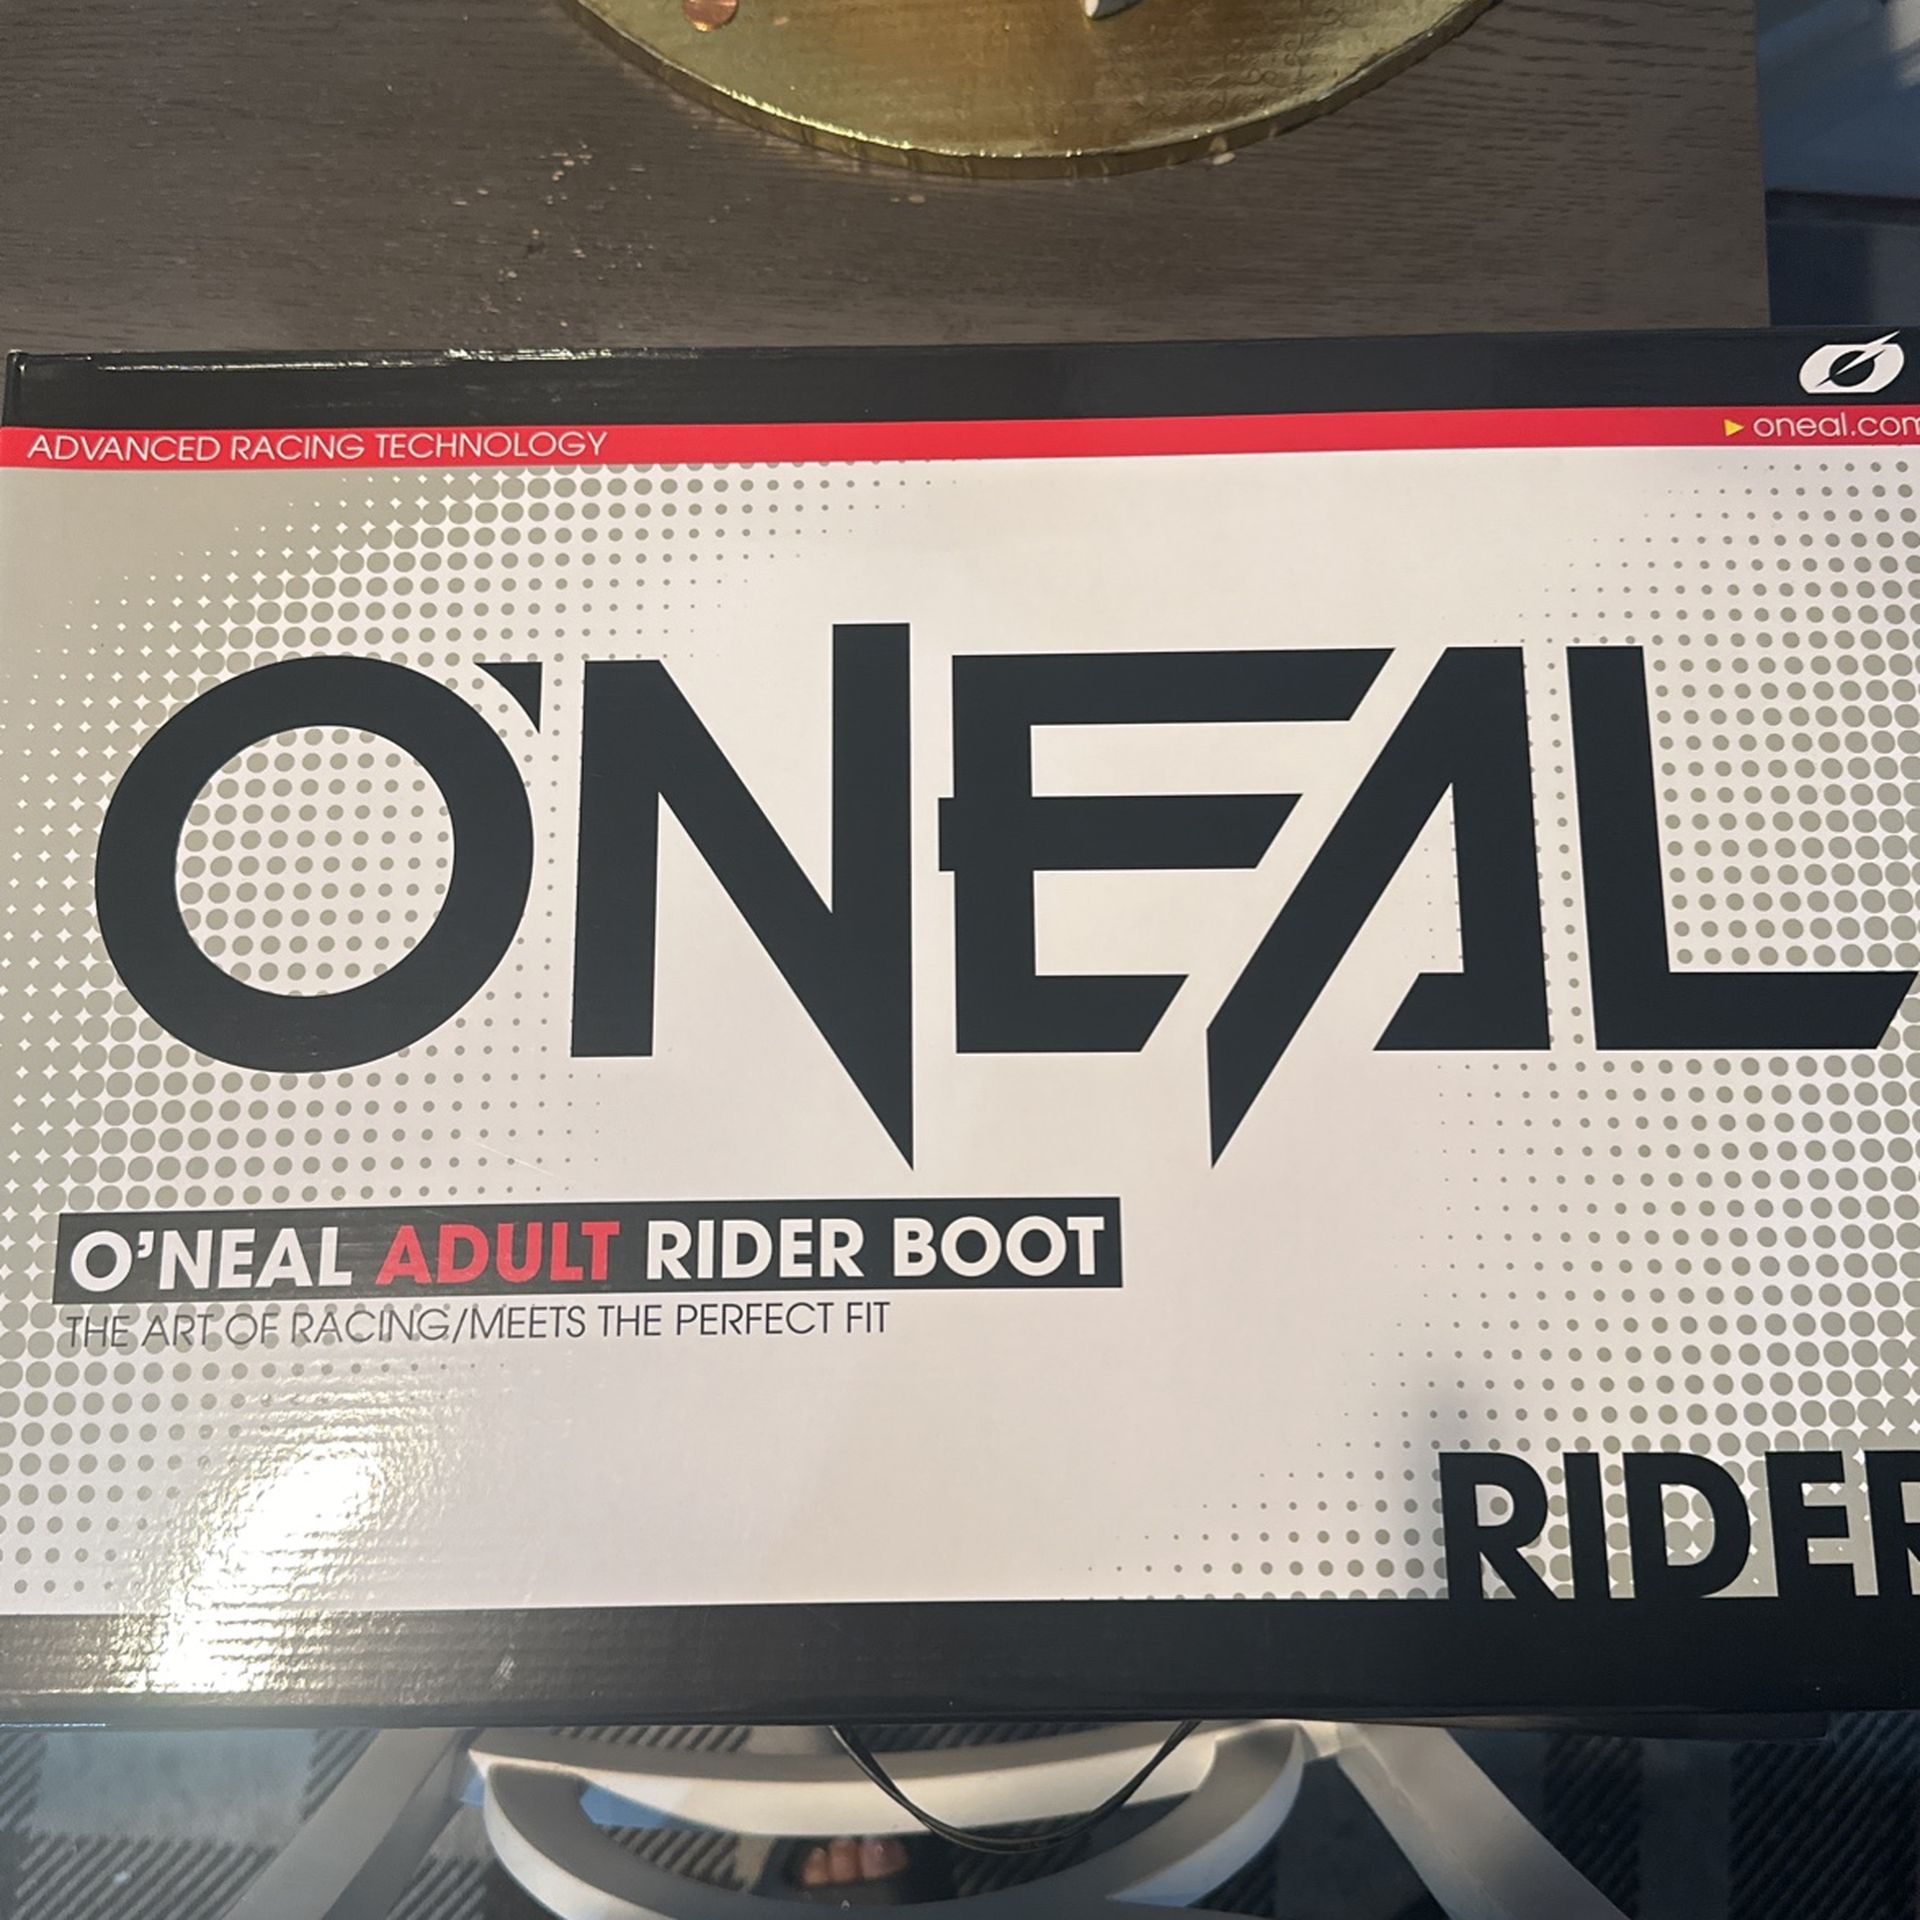 ADVANCED RACING TECHNOLOGY
oneal.com
O'NEAL
O'NEAL ADULT RIDER BOOT
THE ART OF RACING/MEETS THE PERFECT FIT
RIDER